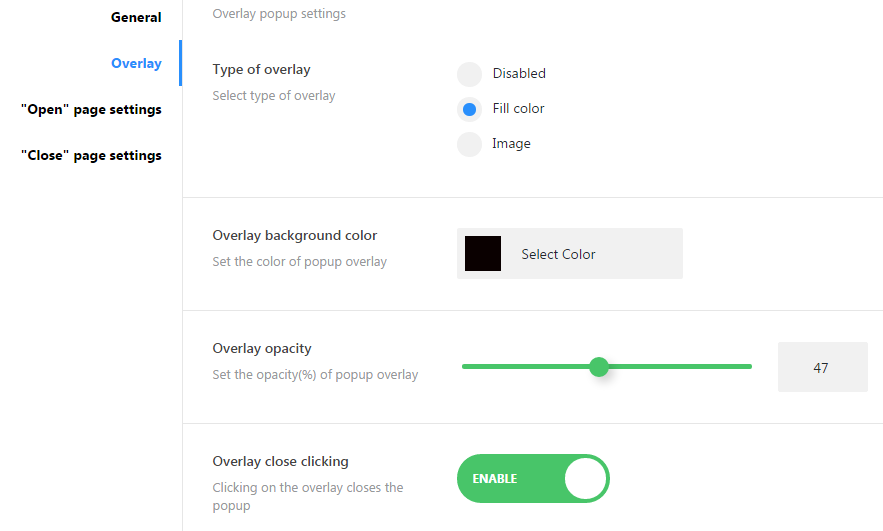 General
Overlay
"Open" page settings
"Close" page settings
Overlay popup settings
Type of overlay
Select type of overlay
Disabled
Fill color
Image
Overlay background color
Set the color of popup overlay
Select Color
Overlay opacity
Set the opacity(%) of popup overlay
47
Overlay close clicking
Clicking on the overlay closes the
popup
ENABLE